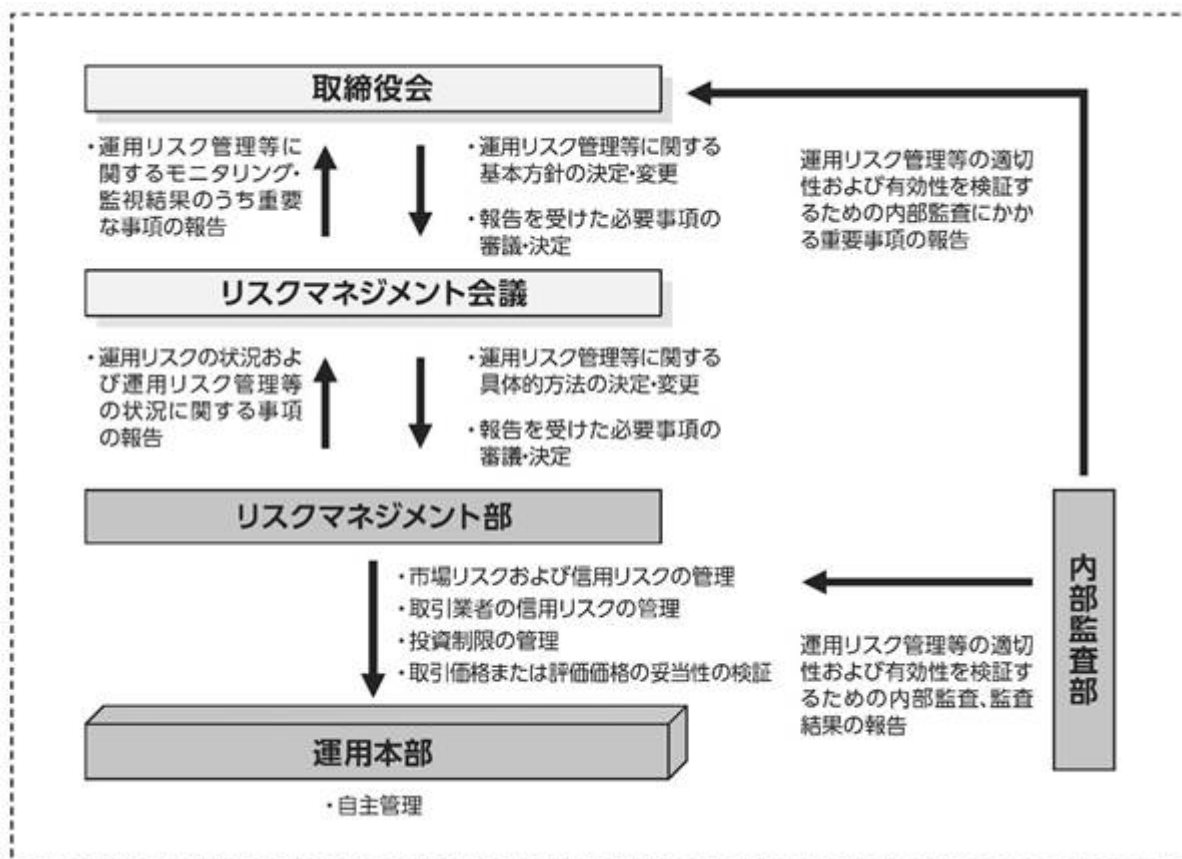 取締役会
・運用リスク管理等に
関するモニタリング・
監視結果のうち重要
な事項の報告
・運用リスク管理等に関する
基本方針の決定・変更
・報告を受けた必要事項の
審議・決定
運用リスク管理等の適切
性および有効性を検証す
るための内部監査にかか
る重要事項の報告
リスクマネジメント会議
・運用リスクの状況およ
び運用リスク管理等
の状況に関する事項
の報告
・運用リスク管理等に関する
具体的方法の決定・変更
・報告を受けた必要事項の
審議・決定
リスクマネジメント部
・市場リスクおよび信用リスクの管理
・取引業者の信用リスクの管理
・投資制限の管理
・取引価格または評価価格の妥当性の検証
内部監査部
運用リスク管理等の適切
性および有効性を検証す
るための内部監査、監査
結果の報告
運用本部
・自主管理